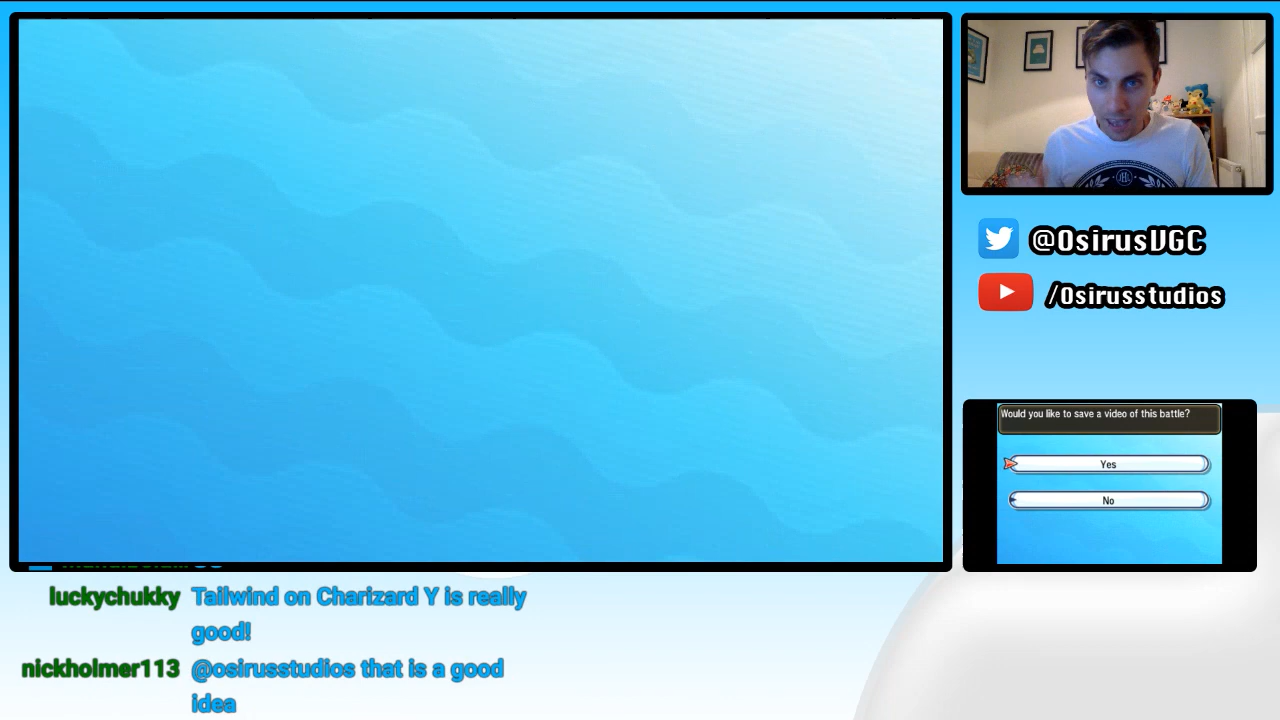 @OsirusVGC
/Osirusstudios
Would you like to save a video of this battle?
Yes
No
luckychukky Tailwind on Charizard Y is really
good!
nickholmer113 @osirusstudios that is a good
idea